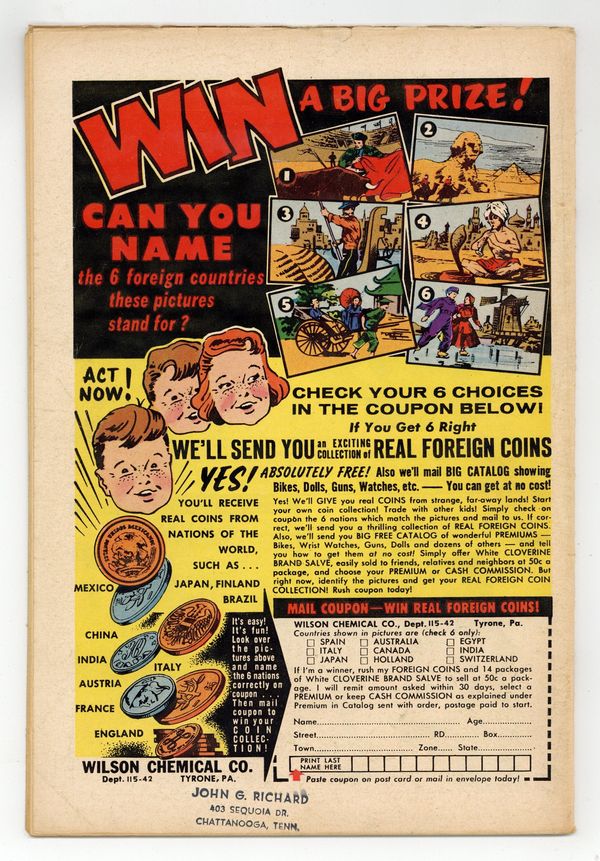 WIN A BIG PRIZE!
CAN YOU
NAME
the 6 foreign countries
these pictures
stand for?
1
2
3
4
5
6
ACT!
NOW!
CHECK YOUR 6 CHOICES
IN THE COUPON BELOW!
If You Get 6 Right
WE'LL SEND YOU an EXCITING COLLECTION of REAL FOREIGN COINS
YES!
ABSOLUTELY FREE! Also we'll mail BIG CATALOG showing
Bikes, Dolls, Guns, Watches, etc. — You can get at no cost!
YOU'LL RECEIVE
REAL COINS FROM
NATIONS OF THE
WORLD,
SUCH AS...
MEXICO
JAPAN, FINLAND
BRAZIL
CHINA
INDIA
ITALY
AUSTRIA
FRANCE
ENGLAND
Yes! We'll GIVE you real COINS from strange, far-away lands! Start
your own coin collection! Trade with other kids! Simply check on
coupon the 6 nations which match the pictures and mail to us. If cor-
rect, we'll send you a thrilling collection of REAL FOREIGN COINS.
Also, we'll send you BIG FREE CATALOG of wonderful PREMIUMS —
Bikes, Wrist Watches, Guns, Dolls and dozens of others — and tell
you how to get them at no cost! Simply offer White CLOVERINE
BRAND SALVE, easily sold to friends, relatives and neighbors at 50c a
package, and choose your PREMIUM or CASH COMMISSION. But
right now, identify the pictures and get your REAL FOREIGN COIN
COLLECTION! Rush coupon today!
It's easy!
It's fun!
Look over
the pic-
tures above
and name
the 6 nations
correctly on
coupon...
Then mail
coupon to
win your
COIN
COLLEC-
TION!
WILSON CHEMICAL CO.
Dept. 115-42 TYRONE, PA.
MAIL COUPON—WIN REAL FOREIGN COINS!
WILSON CHEMICAL CO., Dept. 115-42 Tyrone, Pa.
Countries shown in pictures are (check 6 only):
SPAIN AUSTRALIA EGYPT
ITALY CANADA INDIA
JAPAN HOLLAND SWITZERLAND
If I'm a winner, rush my FOREIGN COINS and 14 packages
of White CLOVERINE BRAND SALVE to sell at 50c a pack-
age. I will remit amount asked within 30 days, select a
PREMIUM or keep CASH COMMISSION as explained under
Premium in Catalog sent with order, postage paid to start.
Name Age
Street RD Box
Town Zone State
PRINT LAST
NAME HERE
Paste coupon on post card or mail in envelope today!
JOHN G. RICHARD
403 SEQUOIA DR.
CHATTANOOGA, TENN.